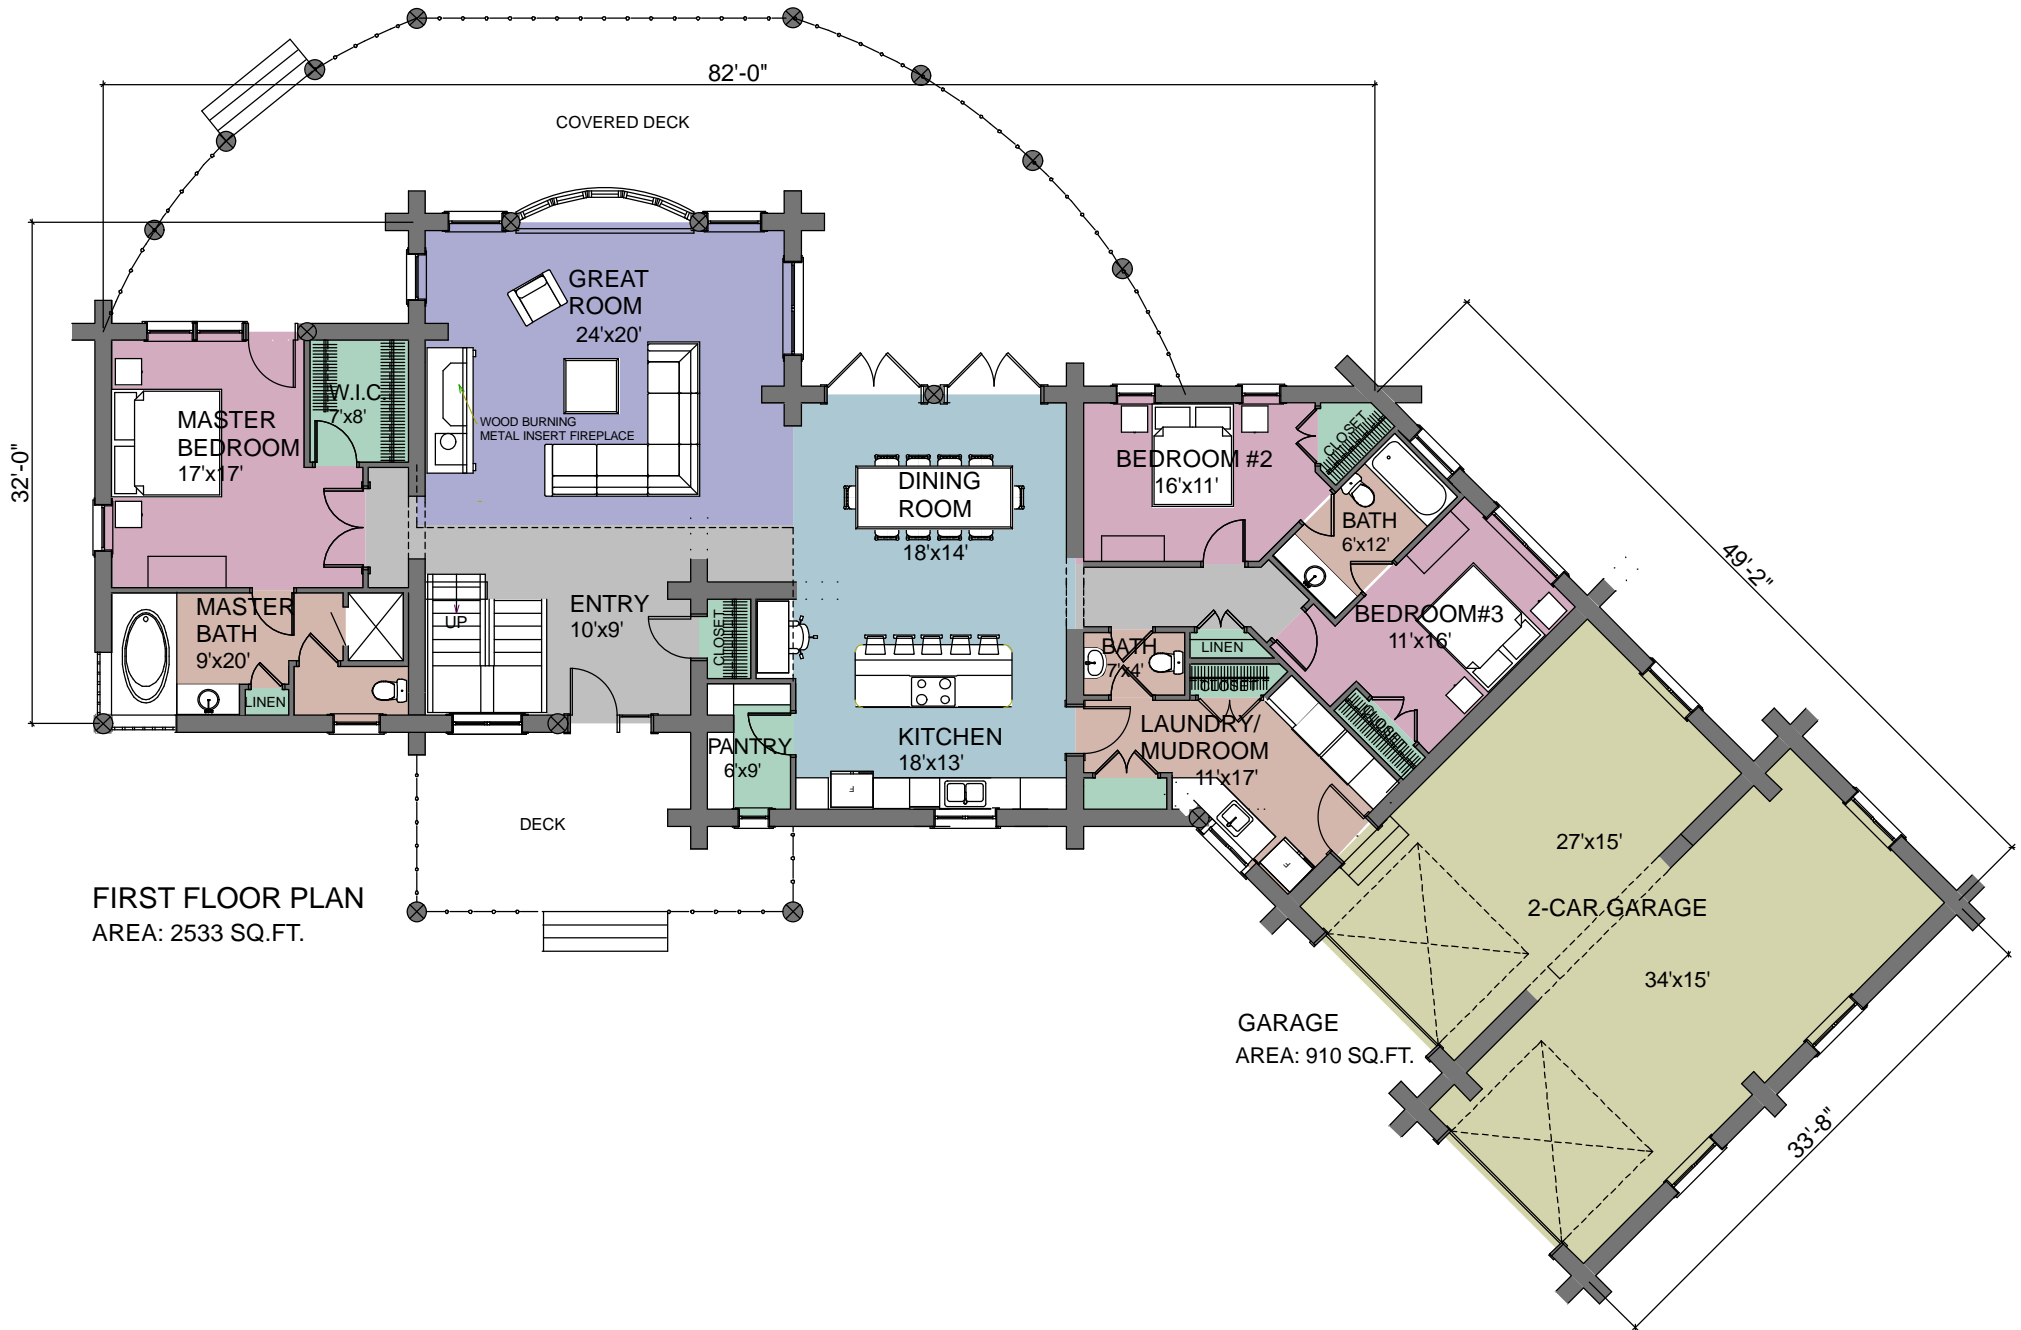 82'-0"
COVERED DECK
GREAT
ROOM
24'x20'
32'-0"
MASTER
BEDROOM
17'x17'
W.I.C.
7'x8'
WOOD BURNING
METAL INSERT FIREPLACE
DINING
ROOM
18'x14'
BEDROOM #2
16'x11'
CLOSET
BATH
6'x12'
49'-2"
MASTER
BATH
9'x20'
LINEN
UP
ENTRY
10'x9'
CLOSET
BATH
7'x4'
LINEN
CLOSET
BEDROOM#3
11'x16'
CLOSET
PANTRY
6'x9'
KITCHEN
18'x13'
F
LAUNDRY/
MUDROOM
11'x17'
F
DECK
27'x15'
2-CAR GARAGE
34'x15'
FIRST FLOOR PLAN
AREA: 2533 SQ.FT.
GARAGE
AREA: 910 SQ.FT.
33'-8"